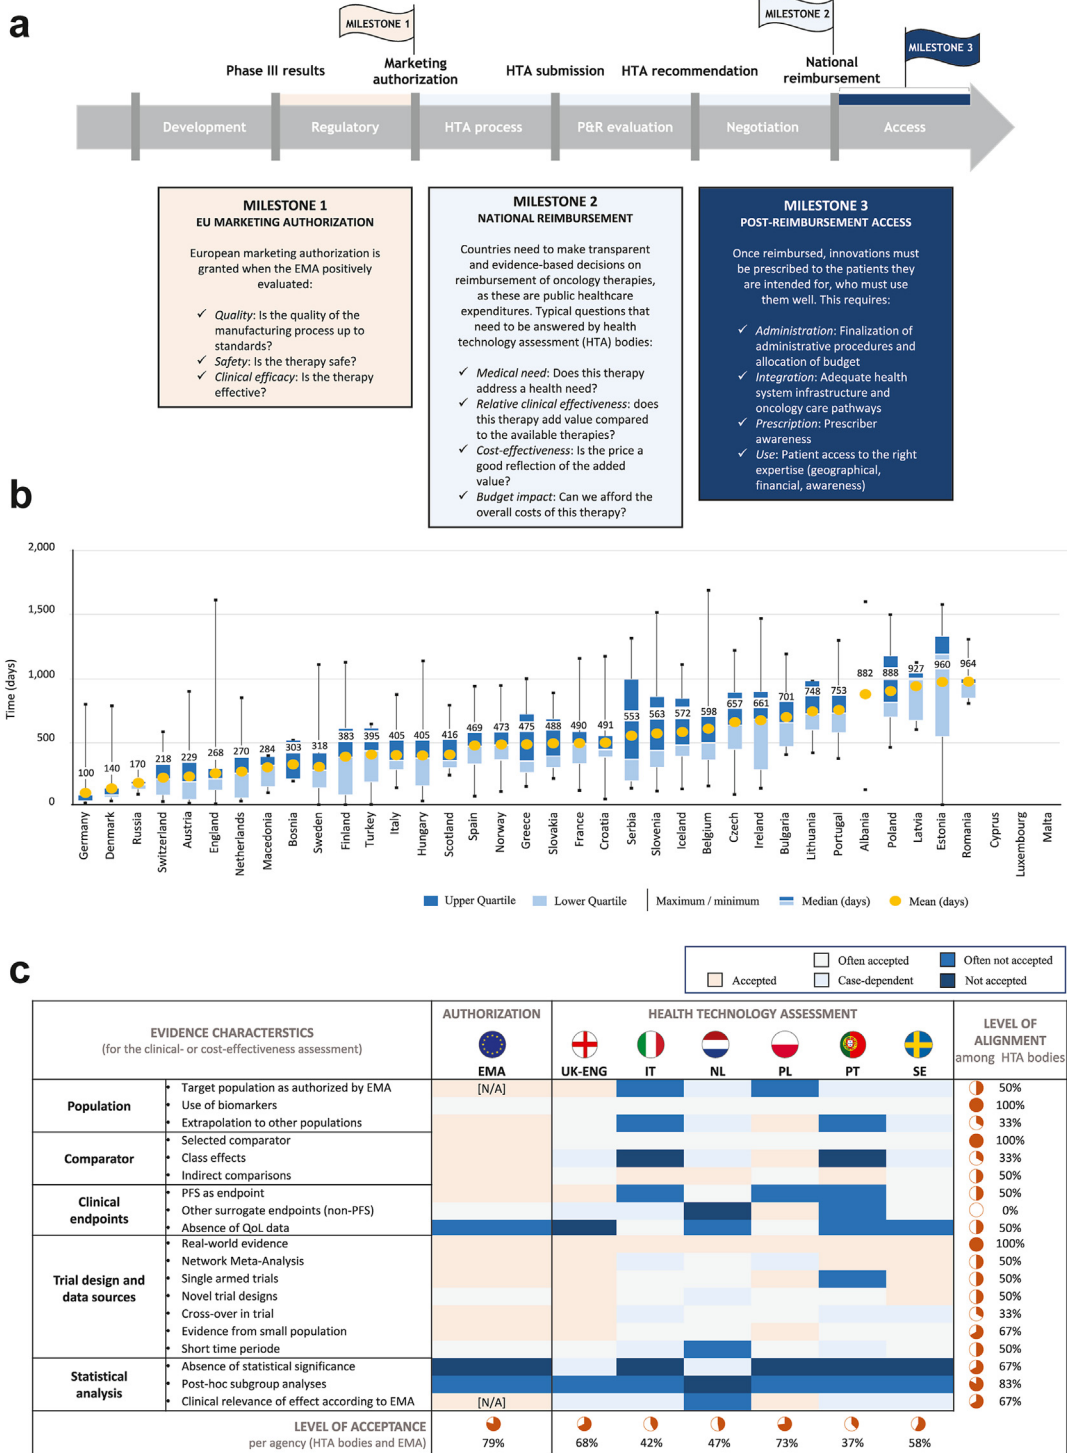 a
MILESTONE 1
MILESTONE 2
MILESTONE 3
Phase III results
Marketing
authorization
HTA submission
HTA recommendation
National
reimbursement
Development
Regulatory
HTA process
P&R evaluation
Negotiation
Access
MILESTONE 1
EU MARKETING AUTHORIZATION
European marketing authorization is
granted when the EMA positively
evaluated:
✓ Quality: Is the quality of the
manufacturing process up to
standards?
✓ Safety: Is the therapy safe?
✓ Clinical efficacy: Is the therapy
effective?
MILESTONE 2
NATIONAL REIMBURSEMENT
Countries need to make transparent
and evidence-based decisions on
reimbursement of oncology therapies,
as these are public healthcare
expenditures. Typical questions that
need to be answered by health
technology assessment (HTA) bodies:
✓ Medical need: Does this therapy
address a health need?
✓ Relative clinical effectiveness: does
this therapy add value compared
to the available therapies?
✓ Cost-effectiveness: Is the price a
good reflection of the added
value?
✓ Budget impact: Can we afford the
overall costs of this therapy?
MILESTONE 3
POST-REIMBURSEMENT ACCESS
Once reimbursed, innovations must
be prescribed to the patients they
are intended for, who must use
them well. This requires:
✓ Administration: Finalization of
administrative procedures and
allocation of budget
✓ Integration: Adequate health
system infrastructure and
oncology care pathways
✓ Prescription: Prescriber
awareness
✓ Use: Patient access to the right
expertise (geographical,
financial, awareness)
b
Time (days)
2,000
1,500
1,000
500
0
100 140 170 218 229 268 270 284 303 318 383 395 405 405 416 469 473 475 488 490 491 553 563 572 598 657 661 701 748 753 882 888 927 960 964
Germany
Denmark
Russia
Switzerland
Austria
England
Netherlands
Macedonia
Bosnia
Sweden
Finland
Turkey
Italy
Hungary
Scotland
Spain
Norway
Greece
Slovakia
France
Croatia
Serbia
Slovenia
Iceland
Belgium
Czech
Ireland
Bulgaria
Lithuania
Portugal
Albania
Poland
Latvia
Estonia
Romania
Cyprus
Luxembourg
Malta
Upper Quartile
Lower Quartile
Maximum / minimum
Median (days)
Mean (days)
c
Often accepted
Often not accepted
Accepted
Case-dependent
Not accepted
EVIDENCE CHARACTERSTICS
(for the clinical- or cost-effectiveness assessment)
AUTHORIZATION
HEALTH TECHNOLOGY ASSESSMENT
LEVEL OF
ALIGNMENT
among HTA bodies
EMA UK-ENG IT NL PL PT SE
Population
• Target population as authorized by EMA [N/A] 50%
• Use of biomarkers 100%
• Extrapolation to other populations 33%
Comparator
• Selected comparator 100%
• Class effects 33%
• Indirect comparisons 50%
Clinical
endpoints
• PFS as endpoint 50%
• Other surrogate endpoints (non-PFS) 0%
• Absence of QoL data 50%
Trial design and
data sources
• Real-world evidence 100%
• Network Meta-Analysis 50%
• Single armed trials 50%
• Novel trial designs 50%
• Cross-over in trial 33%
• Evidence from small population 67%
• Short time periode 50%
Statistical
analysis
• Absence of statistical significance 67%
• Post-hoc subgroup analyses 83%
• Clinical relevance of effect according to EMA [N/A] 67%
LEVEL OF ACCEPTANCE
per agency (HTA bodies and EMA)
79% 68% 42% 47% 73% 37% 58%